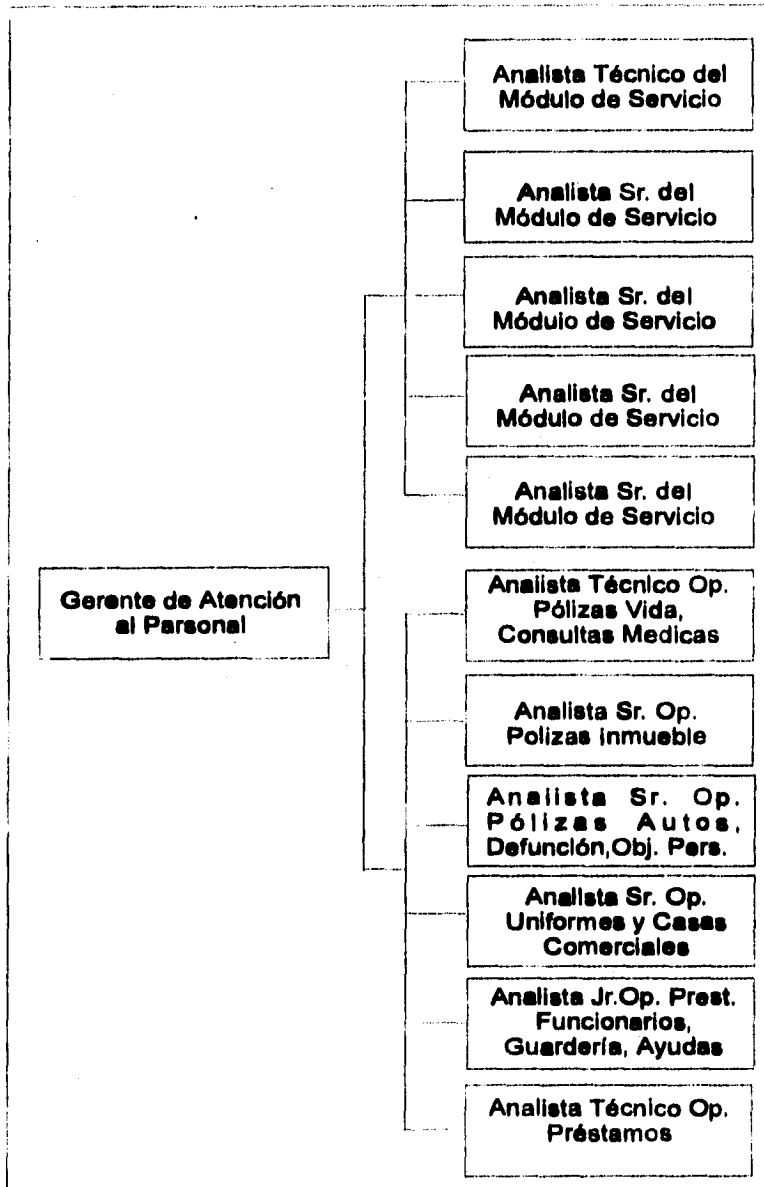 Analista Técnico del
Módulo de Servicio
Analista Sr. del
Módulo de Servicio
Analista Sr. del
Módulo de Servicio
Analista Sr. del
Módulo de Servicio
Analista Sr. del
Módulo de Servicio
Gerente de Atención
al Personal
Analista Técnico Op.
Pólizas Vida,
Consultas Medicas
Analista Sr. Op.
Polizas inmueble
Analista Sr. Op.
Pólizas Autos,
Defunción,Obj. Pers.
Analista Sr. Op.
Uniformes y Casas
Comerciales
Analista Jr.Op. Prest.
Funcionarios,
Guardería, Ayudas
Analista Técnico Op.
Préstamos